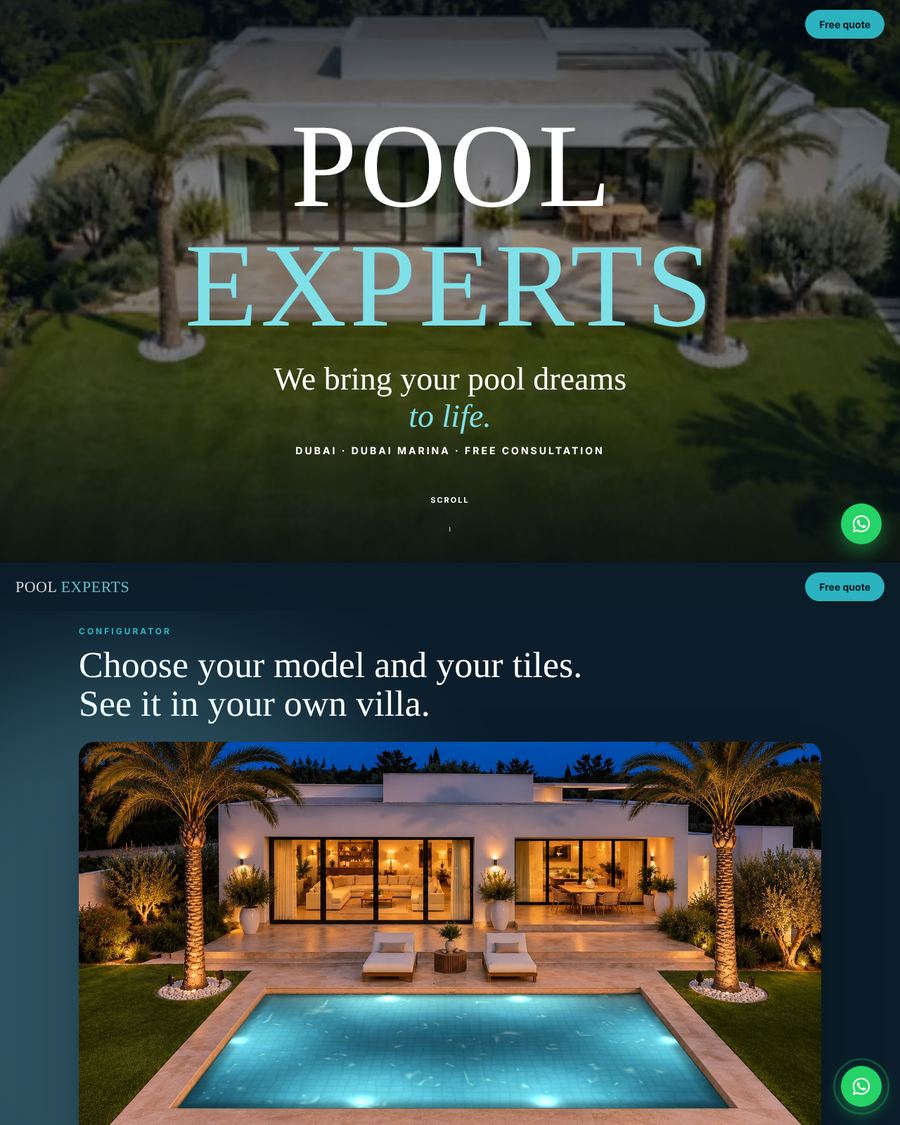 Free quote
POOL
EXPERTS
We bring your pool dreams
to life.
DUBAI · DUBAI MARINA · FREE CONSULTATION
SCROLL
POOL EXPERTS
Free quote
CONFIGURATOR
Choose your model and your tiles.
See it in your own villa.